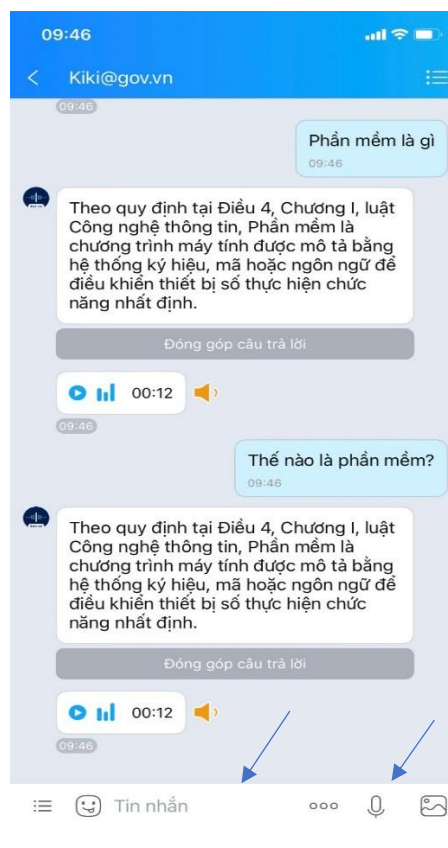 09:46
Kiki@gov.vn
09:46
Phần mềm là gì
09:46
Theo quy định tại Điều 4, Chương I, luật
Công nghệ thông tin, Phần mềm là
chương trình máy tính được mô tả bằng
hệ thống ký hiệu, mã hoặc ngôn ngữ để
điều khiển thiết bị số thực hiện chức
năng nhất định.
Đóng góp câu trả lời
00:12
09:46
Thế nào là phần mềm?
09:46
Theo quy định tại Điều 4, Chương I, luật
Công nghệ thông tin, Phần mềm là
chương trình máy tính được mô tả bằng
hệ thống ký hiệu, mã hoặc ngôn ngữ để
điều khiển thiết bị số thực hiện chức
năng nhất định.
Đóng góp câu trả lời
00:12
09:46
Tin nhắn